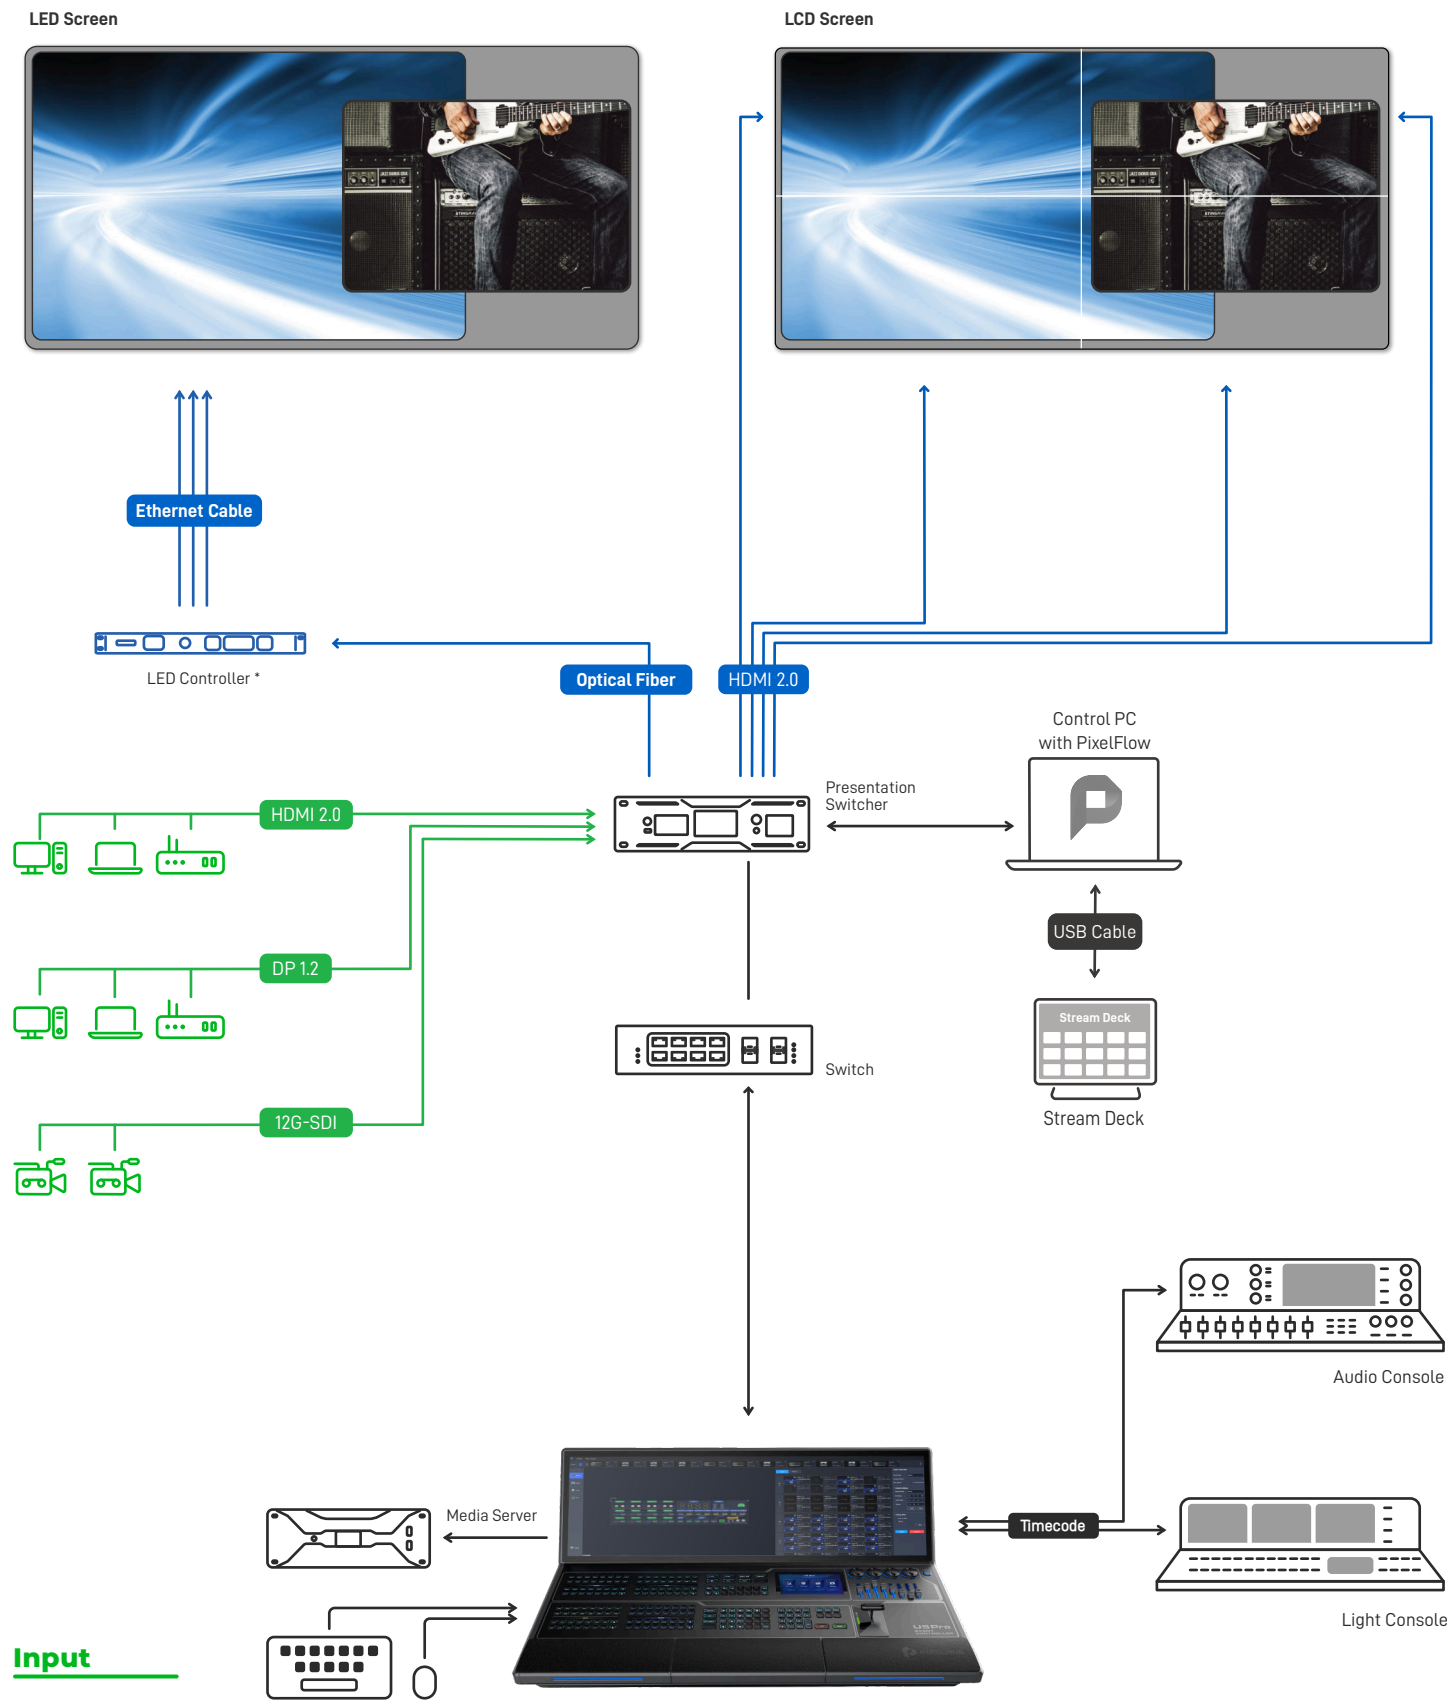 LED Screen
LCD Screen
Ethernet Cable
LED Controller *
Optical Fiber
HDMI 2.0
Control PC
with PixelFlow
Presentation
Switcher
HDMI 2.0
USB Cable
DP 1.2
Stream Deck
Switch
Stream Deck
12G-SDI
Audio Console
Media Server
Timecode
Light Console
U5 Pro
Input